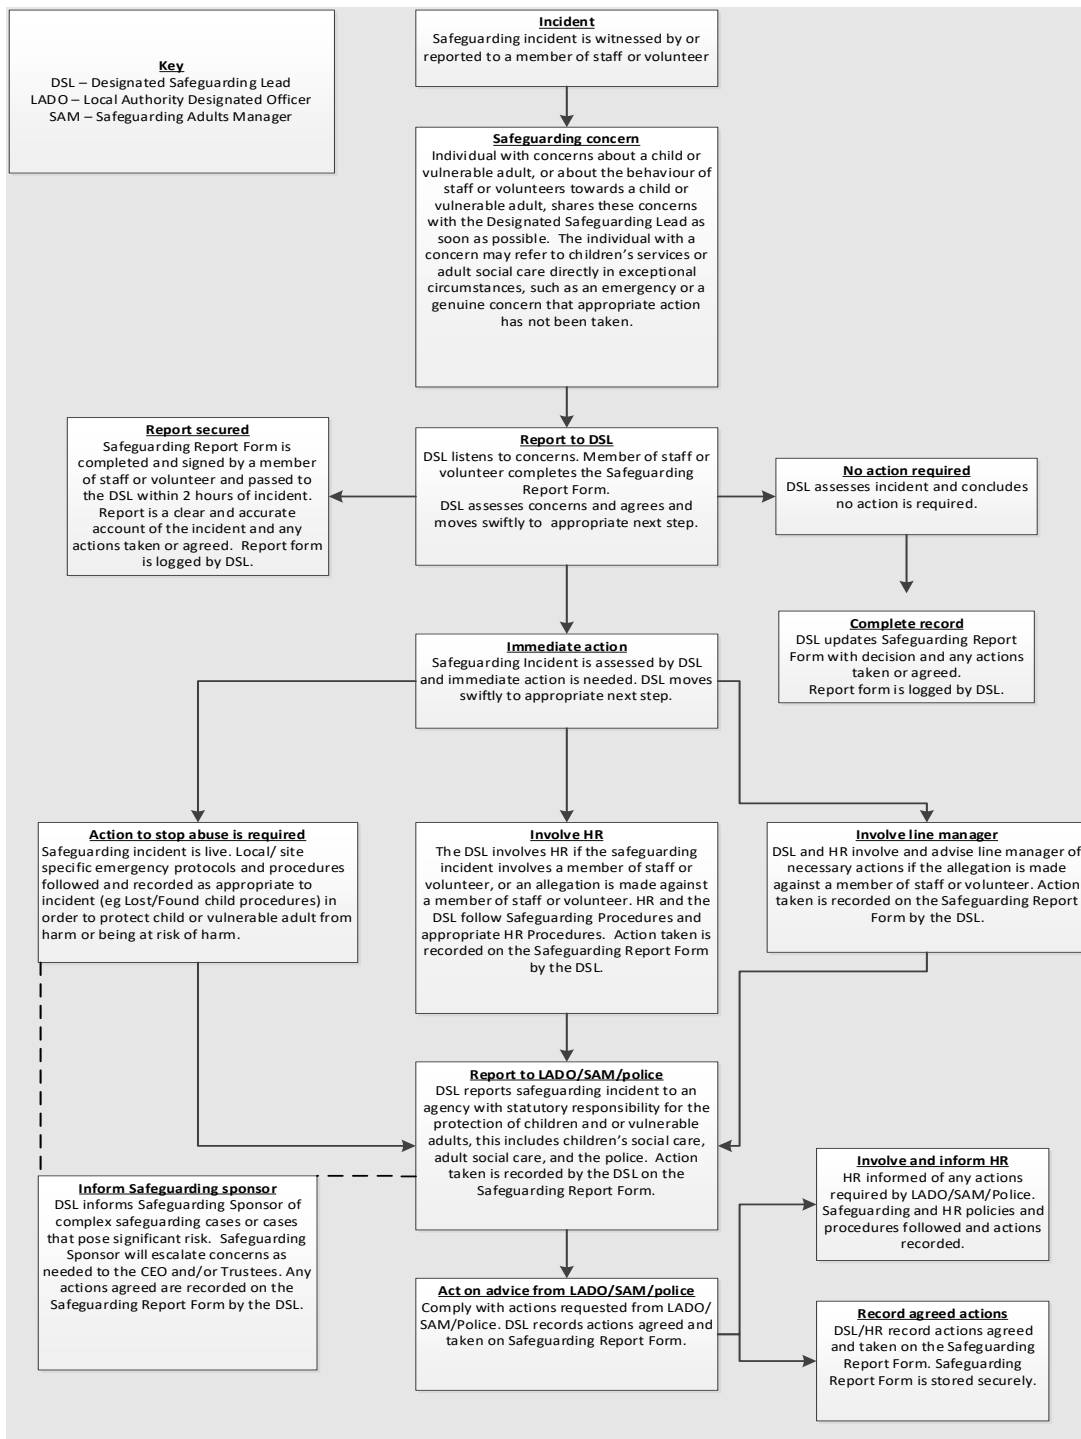 Key
DSL – Designated Safeguarding Lead
LADO – Local Authority Designated Officer
SAM – Safeguarding Adults Manager
Incident
Safeguarding incident is witnessed by or
reported to a member of staff or volunteer
Safeguarding concern
Individual with concerns about a child or
vulnerable adult, or about the behaviour of
staff or volunteers towards a child or
vulnerable adult, shares these concerns
with the Designated Safeguarding Lead as
soon as possible. The individual with a
concern may refer to children's services or
adult social care directly in exceptional
circumstances, such as an emergency or a
genuine concern that appropriate action
has not been taken.
Report secured
Safeguarding Report Form is
completed and signed by a member
of staff or volunteer and passed to
the DSL within 2 hours of incident.
Report is a clear and accurate
account of the incident and any
actions taken or agreed. Report form
is logged by DSL.
Report to DSL
DSL listens to concerns. Member of staff or
volunteer completes the Safeguarding
Report Form.
DSL assesses concerns and agrees and
moves swiftly to appropriate next step.
No action required
DSL assesses incident and concludes
no action is required.
Complete record
DSL updates Safeguarding Report
Form with decision and any actions
taken or agreed.
Report form is logged by DSL.
Immediate action
Safeguarding Incident is assessed by DSL
and immediate action is needed. DSL moves
swiftly to appropriate next step.
Action to stop abuse is required
Safeguarding incident is live. Local/ site
specific emergency protocols and procedures
followed and recorded as appropriate to
incident (eg Lost/Found child procedures) in
order to protect child or vulnerable adult from
harm or being at risk of harm.
Involve HR
The DSL involves HR if the safeguarding
incident involves a member of staff or
volunteer, or an allegation is made against
a member of staff or volunteer. HR and the
DSL follow Safeguarding Procedures and
appropriate HR Procedures. Action taken is
recorded on the Safeguarding Report Form
by the DSL.
Involve line manager
DSL and HR involve and advise line manager of
necessary actions if the allegation is made
against a member of staff or volunteer. Action
taken is recorded on the Safeguarding Report
Form by the DSL.
Report to LADO/SAM/police
DSL reports safeguarding incident to an
agency with statutory responsibility for the
protection of children and or vulnerable
adults, this includes children's social care,
adult social care, and the police. Action
taken is recorded by the DSL on the
Safeguarding Report Form.
Inform Safeguarding sponsor
DSL informs Safeguarding Sponsor of
complex safeguarding cases or cases
that pose significant risk. Safeguarding
Sponsor will escalate concerns as
needed to the CEO and/or Trustees. Any
actions agreed are recorded on the
Safeguarding Report Form by the DSL.
Act on advice from LADO/SAM/police
Comply with actions requested from LADO/
SAM/Police. DSL records actions agreed and
taken on Safeguarding Report Form.
Involve and inform HR
HR informed of any actions
required by LADO/SAM/Police.
Safeguarding and HR policies and
procedures followed and actions
recorded.
Record agreed actions
DSL/HR record actions agreed
and taken on the Safeguarding
Report Form. Safeguarding
Report Form is stored securely.